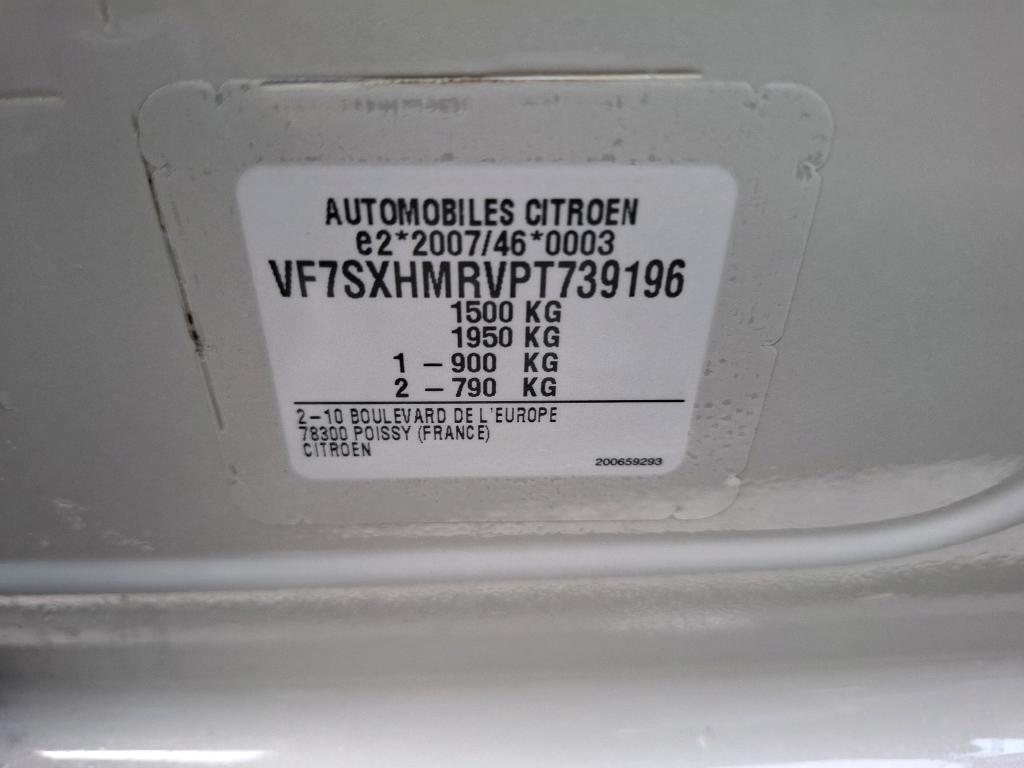 AUTOMOBILES CITROEN
e2*2007/46*0003
VF7SXHMRVPT739196
1500 KG
1950 KG
1 – 900 KG
2 – 790 KG
2–10 BOULEVARD DE L'EUROPE
78300 POISSY (FRANCE)
CITROEN
200659293